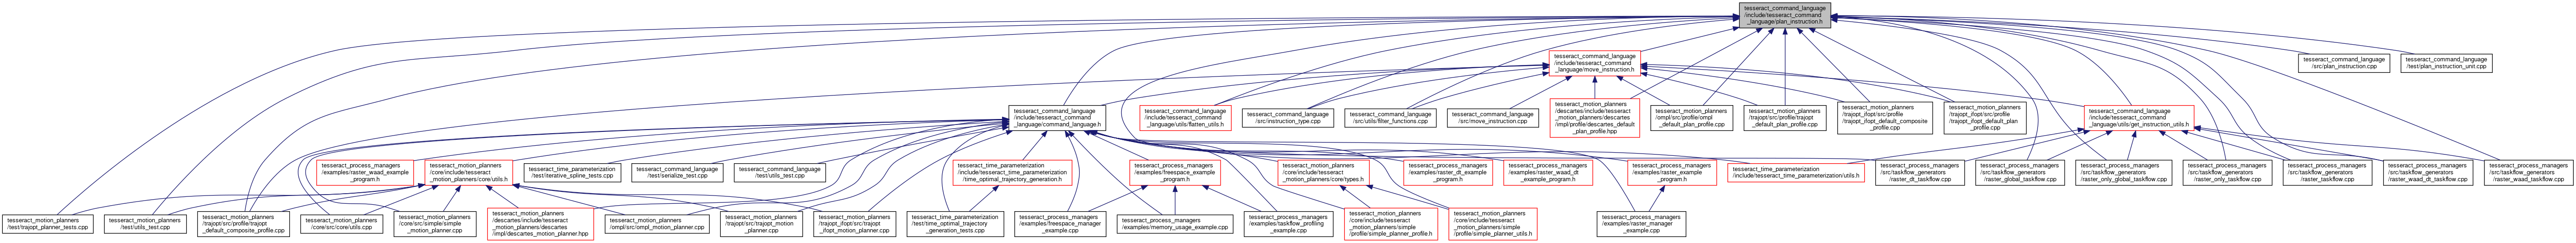 tesseract_command_language
/include/tesseract_command
_language/plan_instruction.h
tesseract_command_language
/include/tesseract_command
_language/move_instruction.h
tesseract_command_language
/src/plan_instruction.cpp
tesseract_command_language
/test/plan_instruction_unit.cpp
tesseract_command_language
/include/tesseract_command
_language/command_language.h
tesseract_command_language
/include/tesseract_command
_language/utils/flatten_utils.h
tesseract_command_language
/src/instruction_type.cpp
tesseract_command_language
/src/utils/filter_functions.cpp
tesseract_command_language
/src/move_instruction.cpp
tesseract_motion_planners
/descartes/include/tesseract
_motion_planners/descartes
/impl/profile/descartes_default
_plan_profile.hpp
tesseract_motion_planners
/ompl/src/profile/ompl
_default_plan_profile.cpp
tesseract_motion_planners
/trajopt/src/profile/trajopt
_default_plan_profile.cpp
tesseract_motion_planners
/trajopt_ifopt/src/profile
/trajopt_ifopt_default_composite
_profile.cpp
tesseract_motion_planners
/trajopt_ifopt/src/profile
/trajopt_ifopt_default_plan
_profile.cpp
tesseract_command_language
/include/tesseract_command
_language/utils/get_instruction_utils.h
tesseract_process_managers
/examples/raster_waad_example
_program.h
tesseract_motion_planners
/core/include/tesseract
_motion_planners/core/utils.h
tesseract_time_parameterization
/test/iterative_spline_tests.cpp
tesseract_command_language
/test/serialize_test.cpp
tesseract_command_language
/test/utils_test.cpp
tesseract_time_parameterization
/include/tesseract_time_parameterization
/time_optimal_trajectory_generation.h
tesseract_process_managers
/examples/freespace_example
_program.h
tesseract_motion_planners
/core/include/tesseract
_motion_planners/core/types.h
tesseract_process_managers
/examples/raster_dt_example
_program.h
tesseract_process_managers
/examples/raster_waad_dt
_example_program.h
tesseract_process_managers
/examples/raster_example
_program.h
tesseract_time_parameterization
/include/tesseract_time_parameterization/utils.h
tesseract_process_managers
/src/taskflow_generators
/raster_dt_taskflow.cpp
tesseract_process_managers
/src/taskflow_generators
/raster_global_taskflow.cpp
tesseract_process_managers
/src/taskflow_generators
/raster_only_global_taskflow.cpp
tesseract_process_managers
/src/taskflow_generators
/raster_only_taskflow.cpp
tesseract_process_managers
/src/taskflow_generators
/raster_taskflow.cpp
tesseract_process_managers
/src/taskflow_generators
/raster_waad_dt_taskflow.cpp
tesseract_process_managers
/src/taskflow_generators
/raster_waad_taskflow.cpp
tesseract_motion_planners
/test/trajopt_planner_tests.cpp
tesseract_motion_planners
/test/utils_test.cpp
tesseract_motion_planners
/trajopt/src/profile/trajopt
_default_composite_profile.cpp
tesseract_motion_planners
/core/src/core/utils.cpp
tesseract_motion_planners
/core/src/simple/simple
_motion_planner.cpp
tesseract_motion_planners
/descartes/include/tesseract
_motion_planners/descartes
/impl/descartes_motion_planner.hpp
tesseract_motion_planners
/ompl/src/ompl_motion_planner.cpp
tesseract_motion_planners
/trajopt/src/trajopt_motion
_planner.cpp
tesseract_motion_planners
/trajopt_ifopt/src/trajopt
_ifopt_motion_planner.cpp
tesseract_time_parameterization
/test/time_optimal_trajectory
_generation_tests.cpp
tesseract_process_managers
/examples/freespace_manager
_example.cpp
tesseract_process_managers
/examples/memory_usage_example.cpp
tesseract_process_managers
/examples/taskflow_profiling
_example.cpp
tesseract_motion_planners
/core/include/tesseract
_motion_planners/simple
/profile/simple_planner_profile.h
tesseract_motion_planners
/core/include/tesseract
_motion_planners/simple
/profile/simple_planner_utils.h
tesseract_process_managers
/examples/raster_manager
_example.cpp